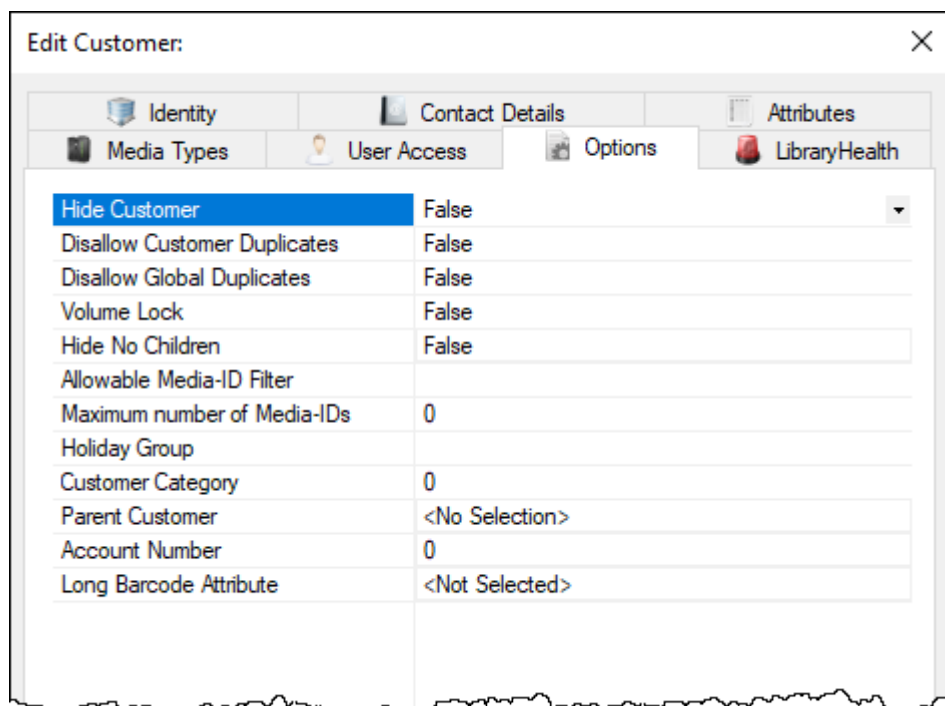 Edit Customer:
Identity Contact Details Attributes
Media Types User Access Options LibraryHealth
Hide Customer False
Disallow Customer Duplicates False
Disallow Global Duplicates False
Volume Lock False
Hide No Children False
Allowable Media-ID Filter
Maximum number of Media-IDs 0
Holiday Group
Customer Category 0
Parent Customer <No Selection>
Account Number 0
Long Barcode Attribute <Not Selected>